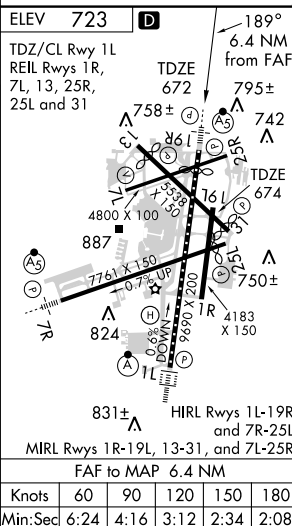 ELEV 723 D
189°
6.4 NM
from FAF
TDZ/CL Rwy 1L
REIL Rwys 1R,
7L, 13, 25R,
25L and 31
TDZE
672
795±
758±
A5
742
P
13
19R
25R
V
TDZE
674
5538 X 150
19L
7L
4800 X 100
31
887
A5
7761 X 150
0.7% UP
25L
750±
P
7R
9690 X 200
0.6% DOWN
1R
4183
X 150
H
824
A
1L
P
831±
HIRL Rwys 1L-19R
and 7R-25L
MIRL Rwys 1R-19L, 13-31, and 7L-25R
FAF to MAP 6.4 NM
Knots 60 90 120 150 180
Min:Sec 6:24 4:16 3:12 2:34 2:08